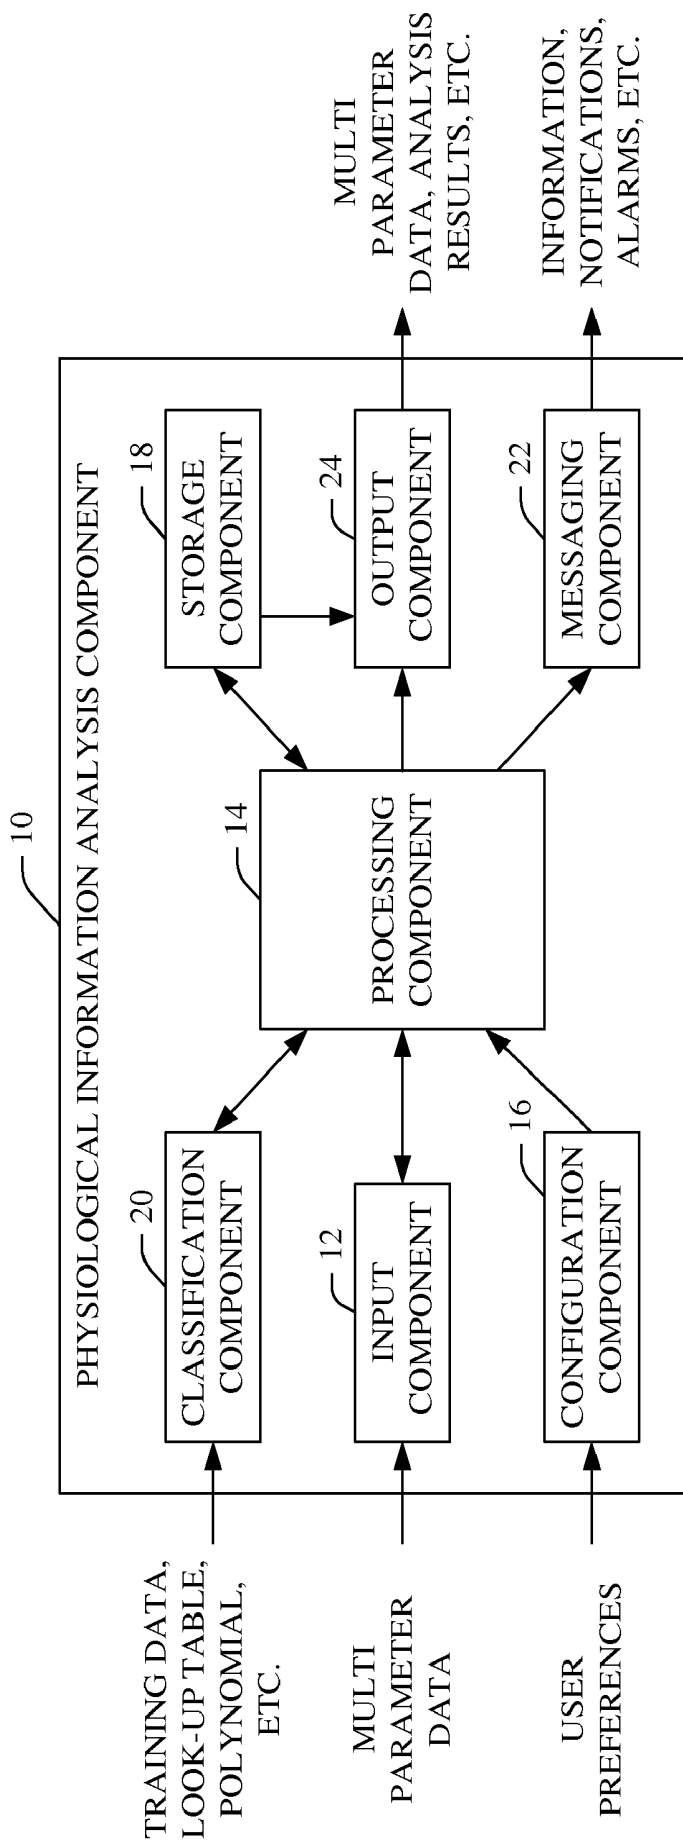 10
PHYSIOLOGICAL INFORMATION ANALYSIS COMPONENT
TRAINING DATA,
LOOK-UP TABLE,
POLYNOMIAL,
ETC.
20
CLASSIFICATION
COMPONENT
18
STORAGE
COMPONENT
14
PROCESSING
COMPONENT
MULTI
PARAMETER
DATA
12
INPUT
COMPONENT
24
OUTPUT
COMPONENT
MULTI
PARAMETER
DATA, ANALYSIS
RESULTS, ETC.
USER
PREFERENCES
16
CONFIGURATION
COMPONENT
22
MESSAGING
COMPONENT
INFORMATION,
NOTIFICATIONS,
ALARMS, ETC.